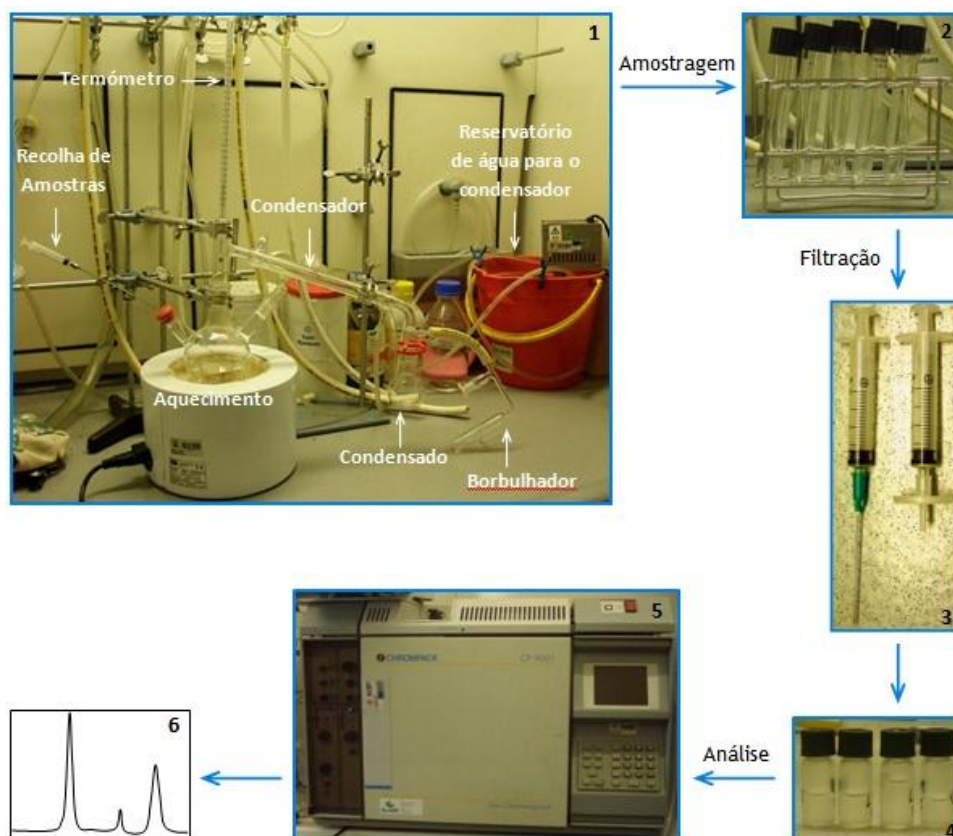 1
Termómetro
Recolha de
Amostras
Condensador
Reservatório
de água para o
condensador
Aquecimento
Condensado
Borbulhador
Amostragem
2
Filtração
3
4
Análise
5
CHROMPACK
CP 9001
6